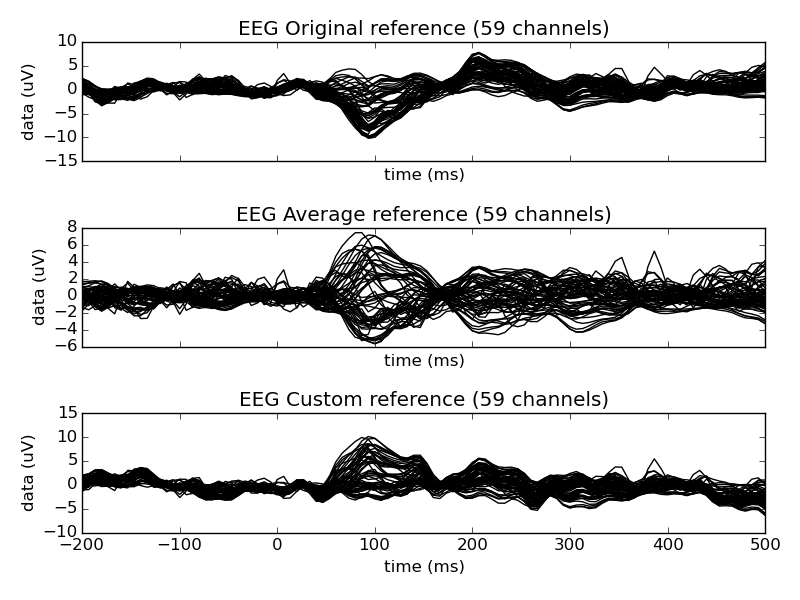 EEG Original reference (59 channels)
10
5
0
−5
−10
−15
data (uV)
time (ms)
EEG Average reference (59 channels)
8
6
4
2
0
−2
−4
−6
data (uV)
time (ms)
EEG Custom reference (59 channels)
15
10
5
0
−5
−10
data (uV)
−200 −100 0 100 200 300 400 500
time (ms)